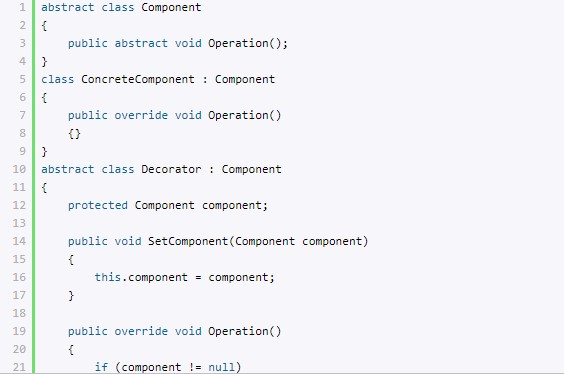 1 abstract class Component
2 {
3     public abstract void Operation();
4 }
5 class ConcreteComponent : Component
6 {
7     public override void Operation()
8     {}
9 }
10 abstract class Decorator : Component
11 {
12     protected Component component;
13
14     public void SetComponent(Component component)
15     {
16         this.component = component;
17     }
18
19     public override void Operation()
20     {
21         if (component != null)